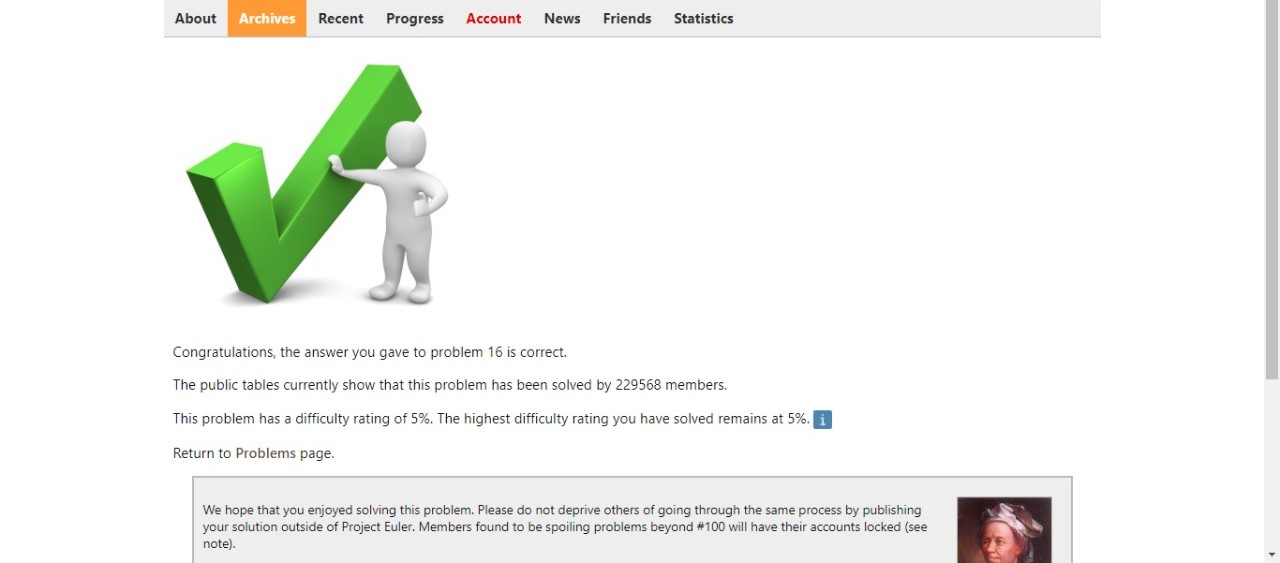 About Archives Recent Progress Account News Friends Statistics
Congratulations, the answer you gave to problem 16 is correct.
The public tables currently show that this problem has been solved by 229568 members.
This problem has a difficulty rating of 5%. The highest difficulty rating you have solved remains at 5%. i
Return to Problems page.
We hope that you enjoyed solving this problem. Please do not deprive others of going through the same process by publishing
your solution outside of Project Euler. Members found to be spoiling problems beyond #100 will have their accounts locked (see
note).